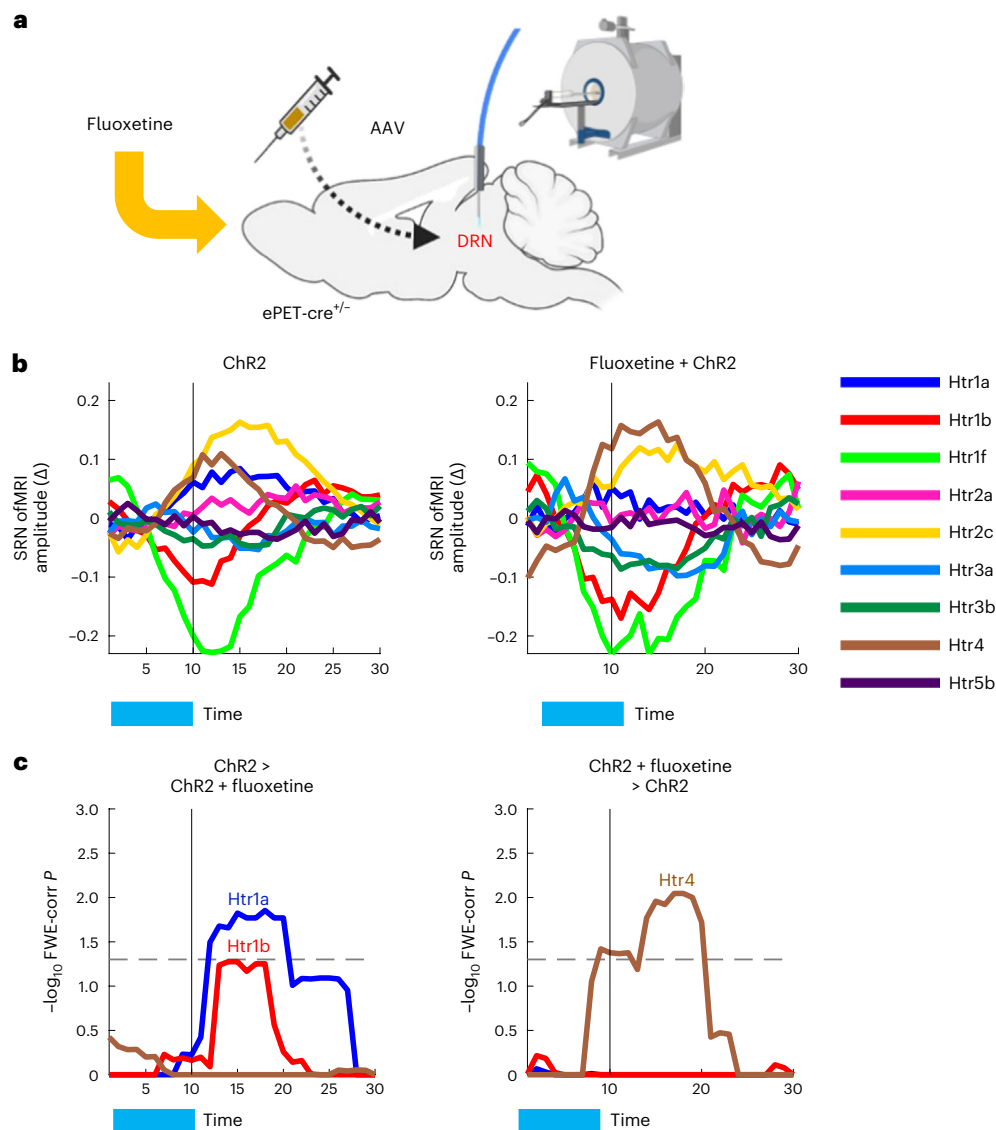 a
Fluoxetine
AAV
DRN
ePET-cre+/–
b
ChR2
SRN ofMRI
amplitude (Δ)
0.2
0.1
0
–0.1
–0.2
5 10 15 20 25 30
Time
Fluoxetine + ChR2
SRN ofMRI
amplitude (Δ)
0.2
0.1
0
–0.1
–0.2
10 20 30
Time
Htr1a
Htr1b
Htr1f
Htr2a
Htr2c
Htr3a
Htr3b
Htr4
Htr5b
c
ChR2 >
ChR2 + fluoxetine
–log10 FWE-corr P
3.0
2.5
2.0
1.5
1.0
0.5
0
Htr1a
Htr1b
5 10 15 20 25 30
Time
ChR2 + fluoxetine
> ChR2
–log10 FWE-corr P
3.0
2.5
2.0
1.5
1.0
0.5
0
Htr4
10 20 30
Time